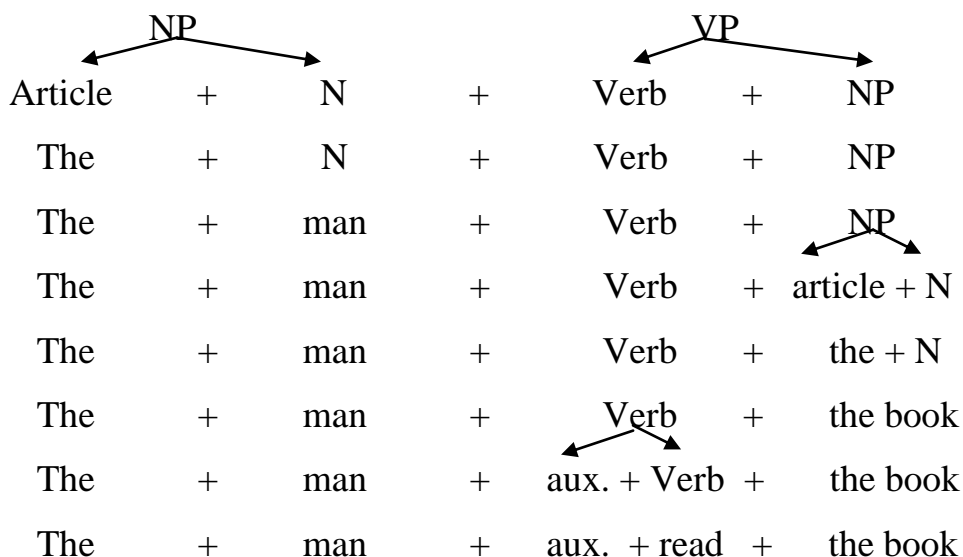 NP VP
Article + N + Verb + NP
The + N + Verb + NP
The + man + Verb + NP
The + man + Verb + article + N
The + man + Verb + the + N
The + man + Verb + the book
The + man + aux. + Verb + the book
The + man + aux. + read + the book